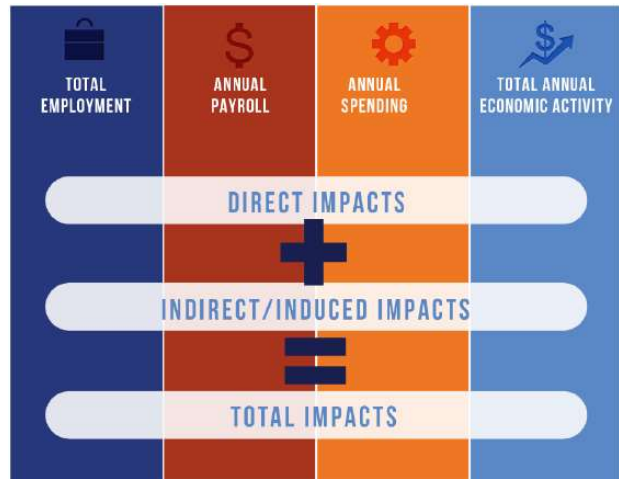 TOTAL
EMPLOYMENT
ANNUAL
PAYROLL
ANNUAL
SPENDING
TOTAL ANNUAL
ECONOMIC ACTIVITY
DIRECT IMPACTS
+
INDIRECT/INDUCED IMPACTS
=
TOTAL IMPACTS